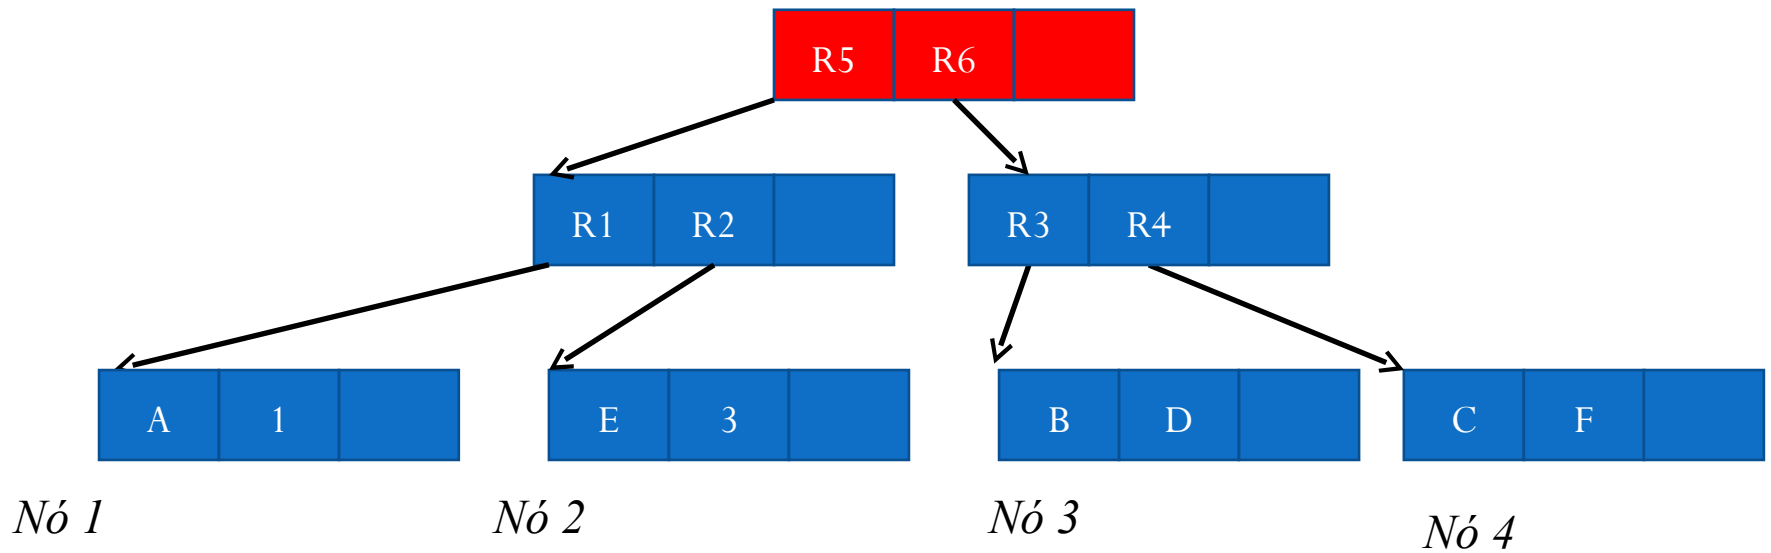 R5 R6
R1 R2 R3 R4
A 1 E 3 B D C F
Nó 1 Nó 2 Nó 3 Nó 4